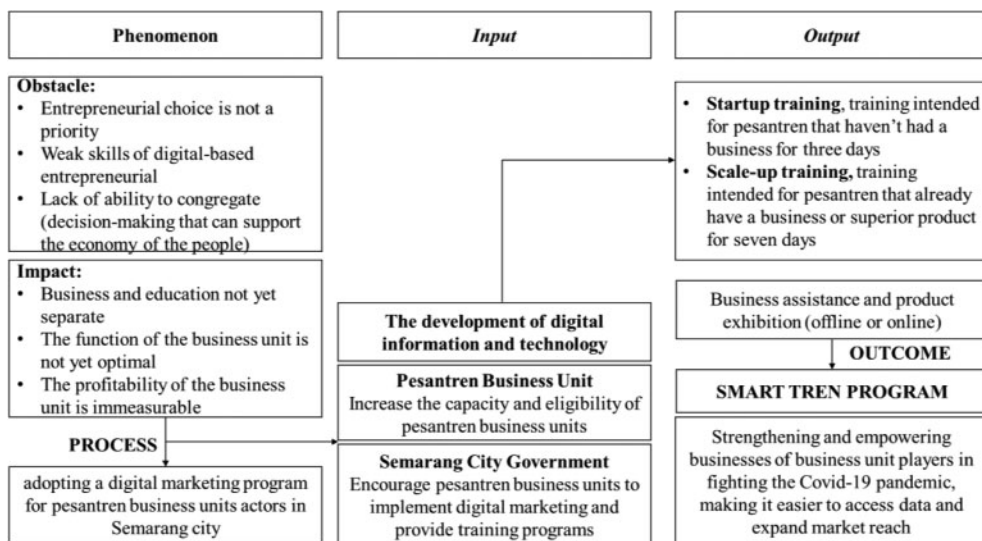 Phenomenon
Obstacle:
• Entrepreneurial choice is not a
priority
• Weak skills of digital-based
entrepreneurial
• Lack of ability to congregate
(decision-making that can support
the economy of the people)
Impact:
• Business and education not yet
separate
• The function of the business unit is
not yet optimal
• The profitability of the business
unit is immeasurable
PROCESS
adopting a digital marketing program
for pesantren business units actors in
Semarang city
Input
The development of digital
information and technology
Pesantren Business Unit
Increase the capacity and eligibility of
pesantren business units
Semarang City Government
Encourage pesantren business units to
implement digital marketing and
provide training programs
Output
• Startup training, training intended
for pesantren that haven't had a
business for three days
• Scale-up training, training
intended for pesantren that already
have a business or superior product
for seven days
Business assistance and product
exhibition (offline or online)
OUTCOME
SMART TREN PROGRAM
Strengthening and empowering
businesses of business unit players in
fighting the Covid-19 pandemic,
making it easier to access data and
expand market reach